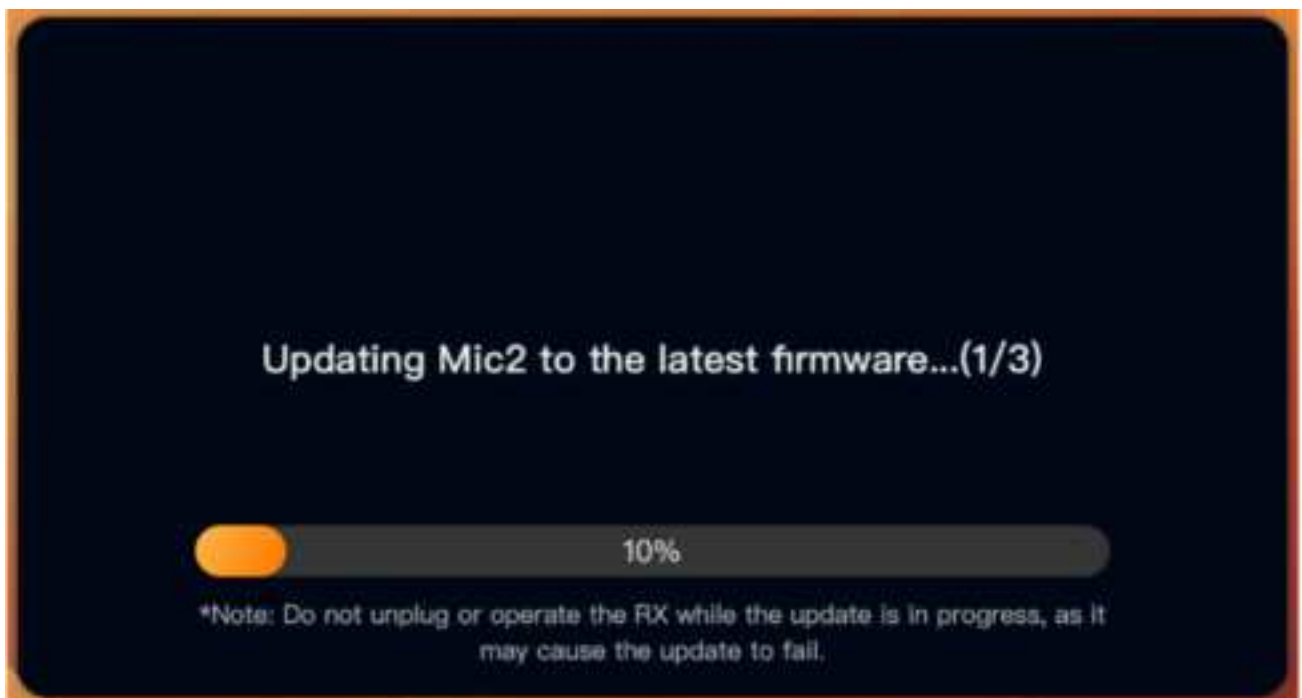 Updating Mic2 to the latest firmware...(1/3)
10%
*Note: Do not unplug or operate the RX while the update is in progress, as it
may cause the update to fail.